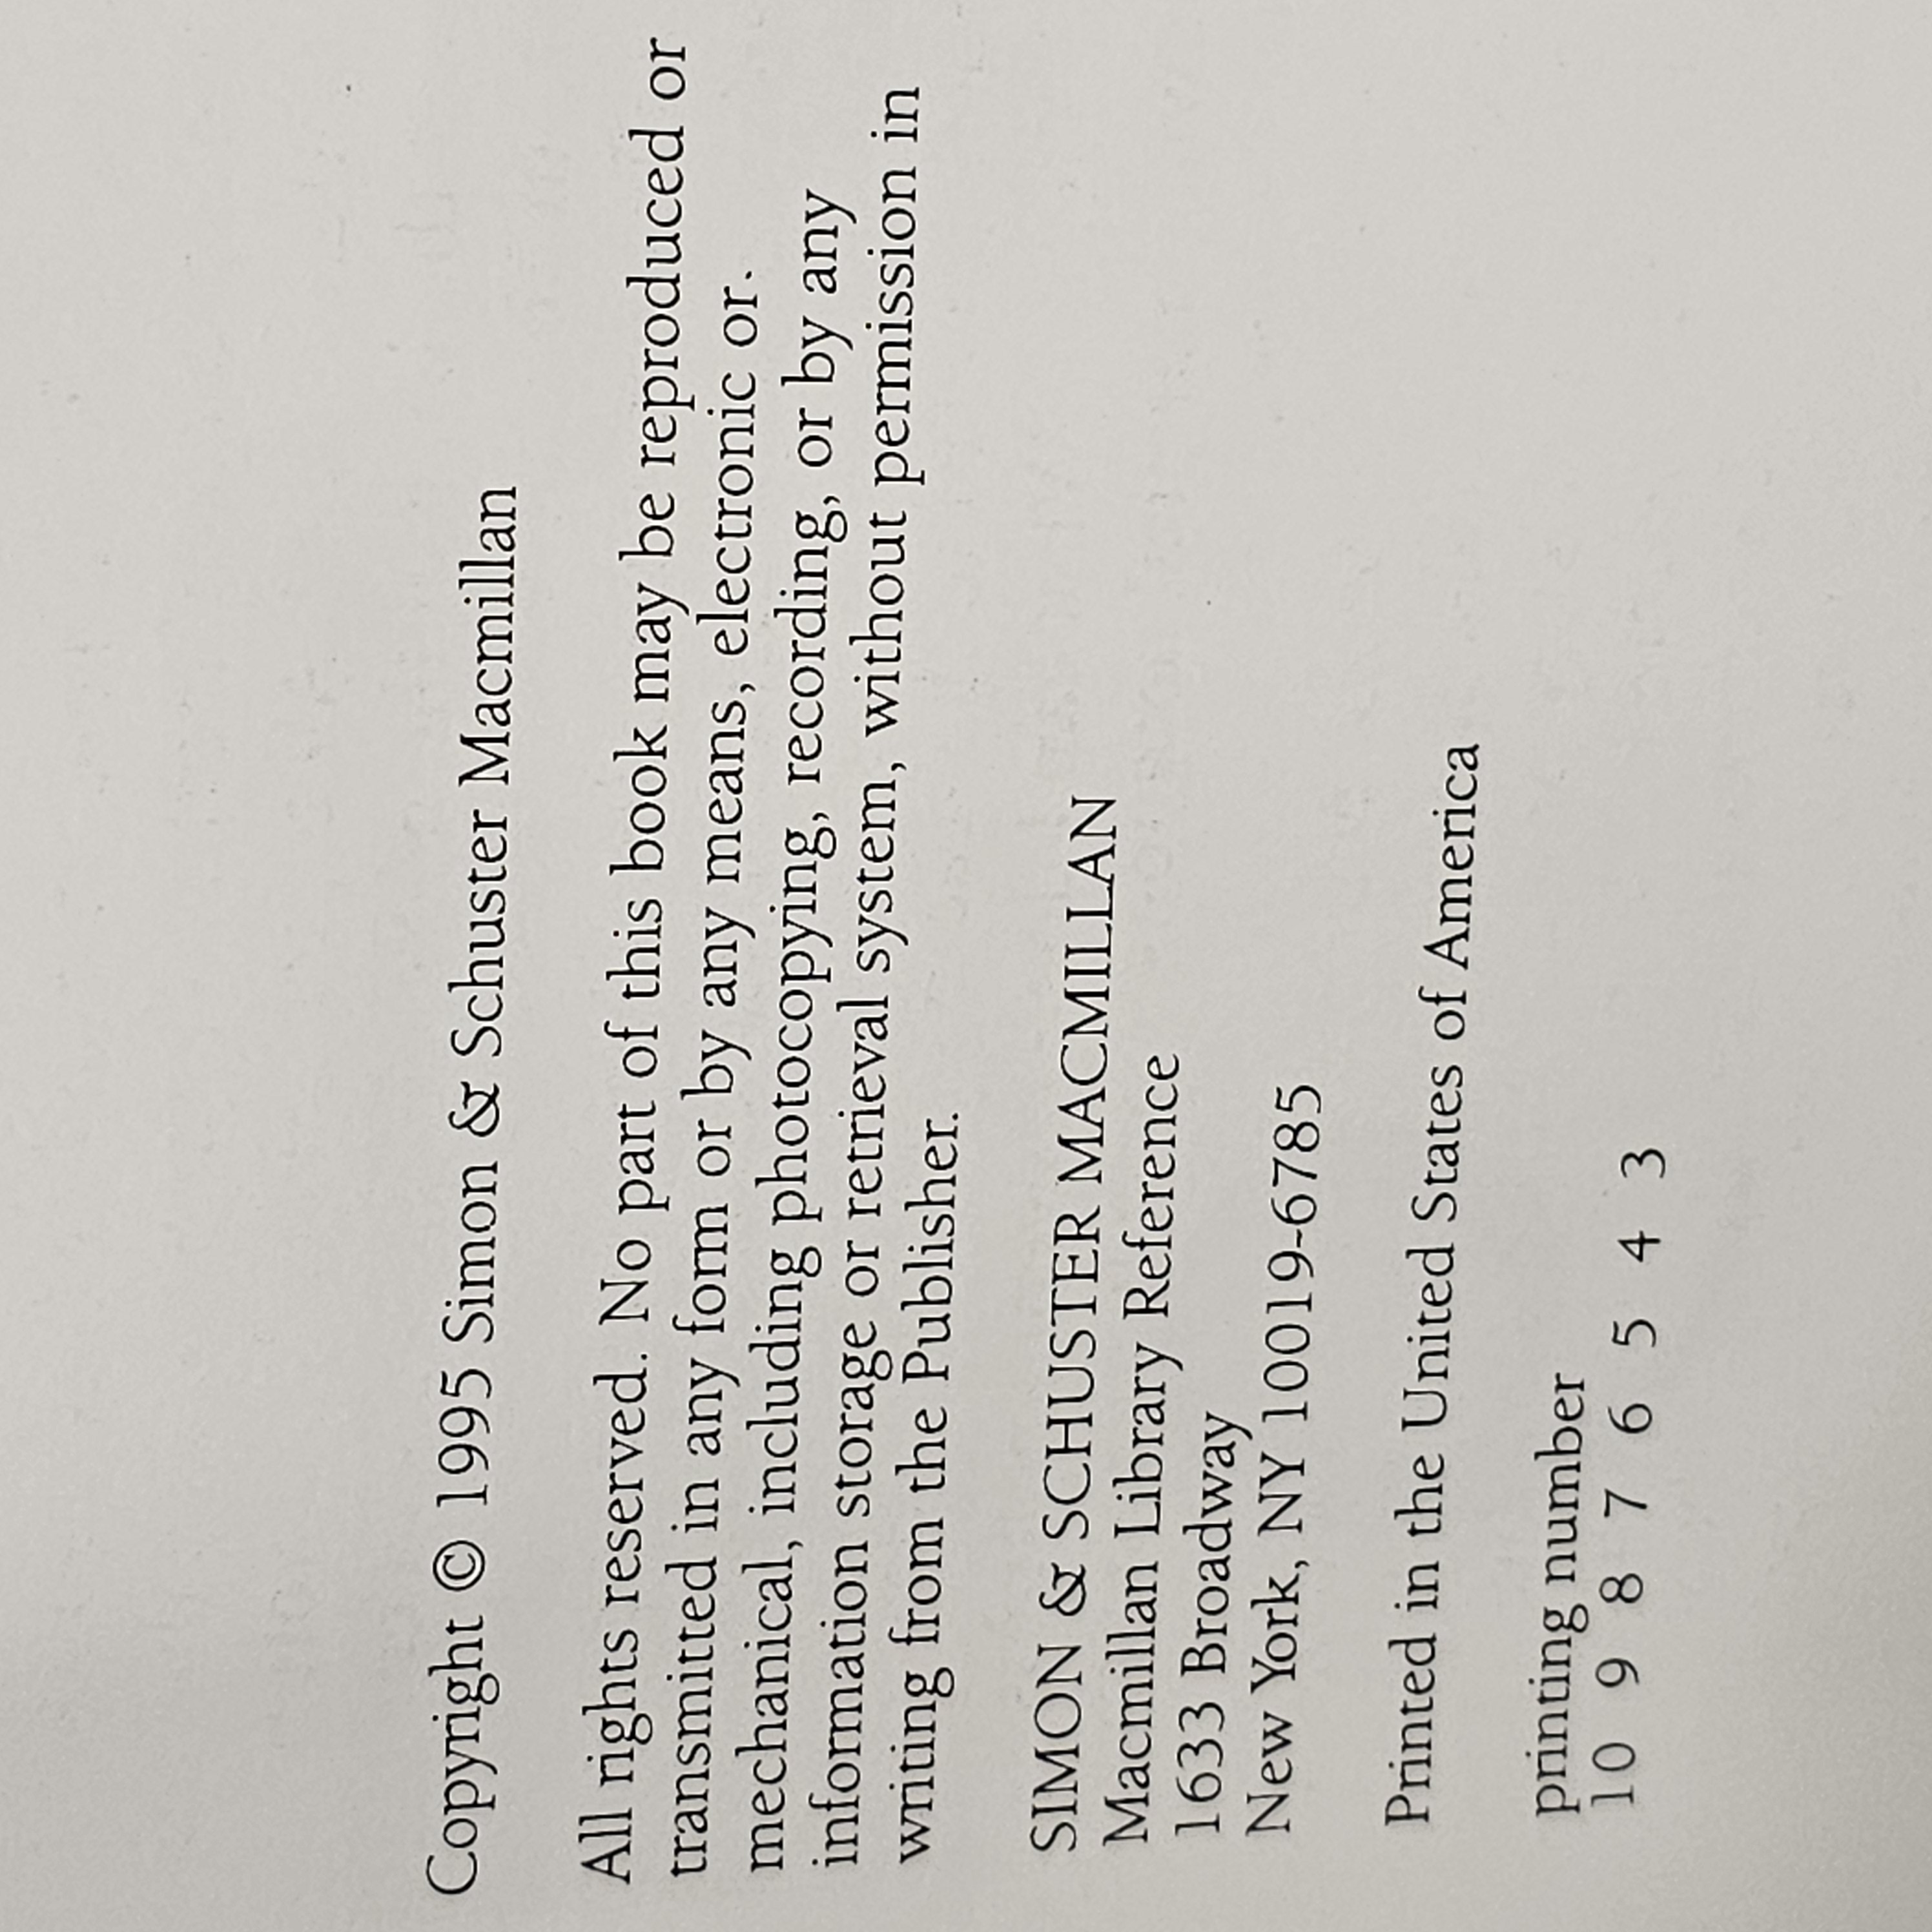 Copyright © 1995 Simon & Schuster Macmillan
All rights reserved. No part of this book may be reproduced or
transmitted in any form or by any means, electronic or.
mechanical, including photocopying, recording, or by any
information storage or retrieval system, without permission in
writing from the Publisher.
SIMON & SCHUSTER MACMILLAN
Macmillan Library Reference
1633 Broadway
New York, NY 10019-6785
Printed in the United States of America
printing number
10 9 8 7 6 5 4 3